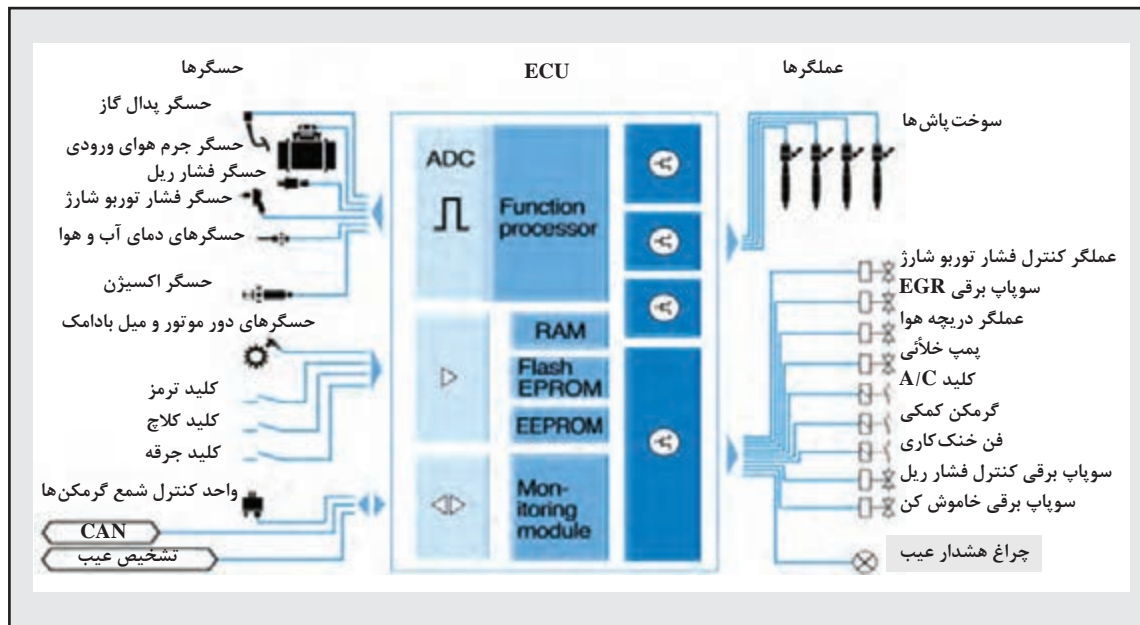 حسگرها
ECU
عملگرها
حسگر پدال گاز
حسگر جرم هوای ورودی
حسگر فشار ریل
حسگر فشار توربو شارژ
حسگرهای دمای آب و هوا
حسگر اکسیژن
حسگرهای دور موتور و میل بادامک
کلید ترمز
کلید کلاچ
کلید جرقه
واحد کنترل شمع گرمکن‌ها
CAN
تشخیص عیب
ADC
Function
processor
RAM
Flash
EPROM
EEPROM
Mon-
itoring
module
سوخت‌پاش‌ها
عملگر کنترل فشار توربو شارژ
سوپاپ برقی EGR
عملگر دریچه هوا
پمپ خلأئی
کلید A/C
گرمکن کمکی
فن خنک‌کاری
سوپاپ برقی کنترل فشار ریل
سوپاپ برقی خاموش کن
چراغ هشدار عیب